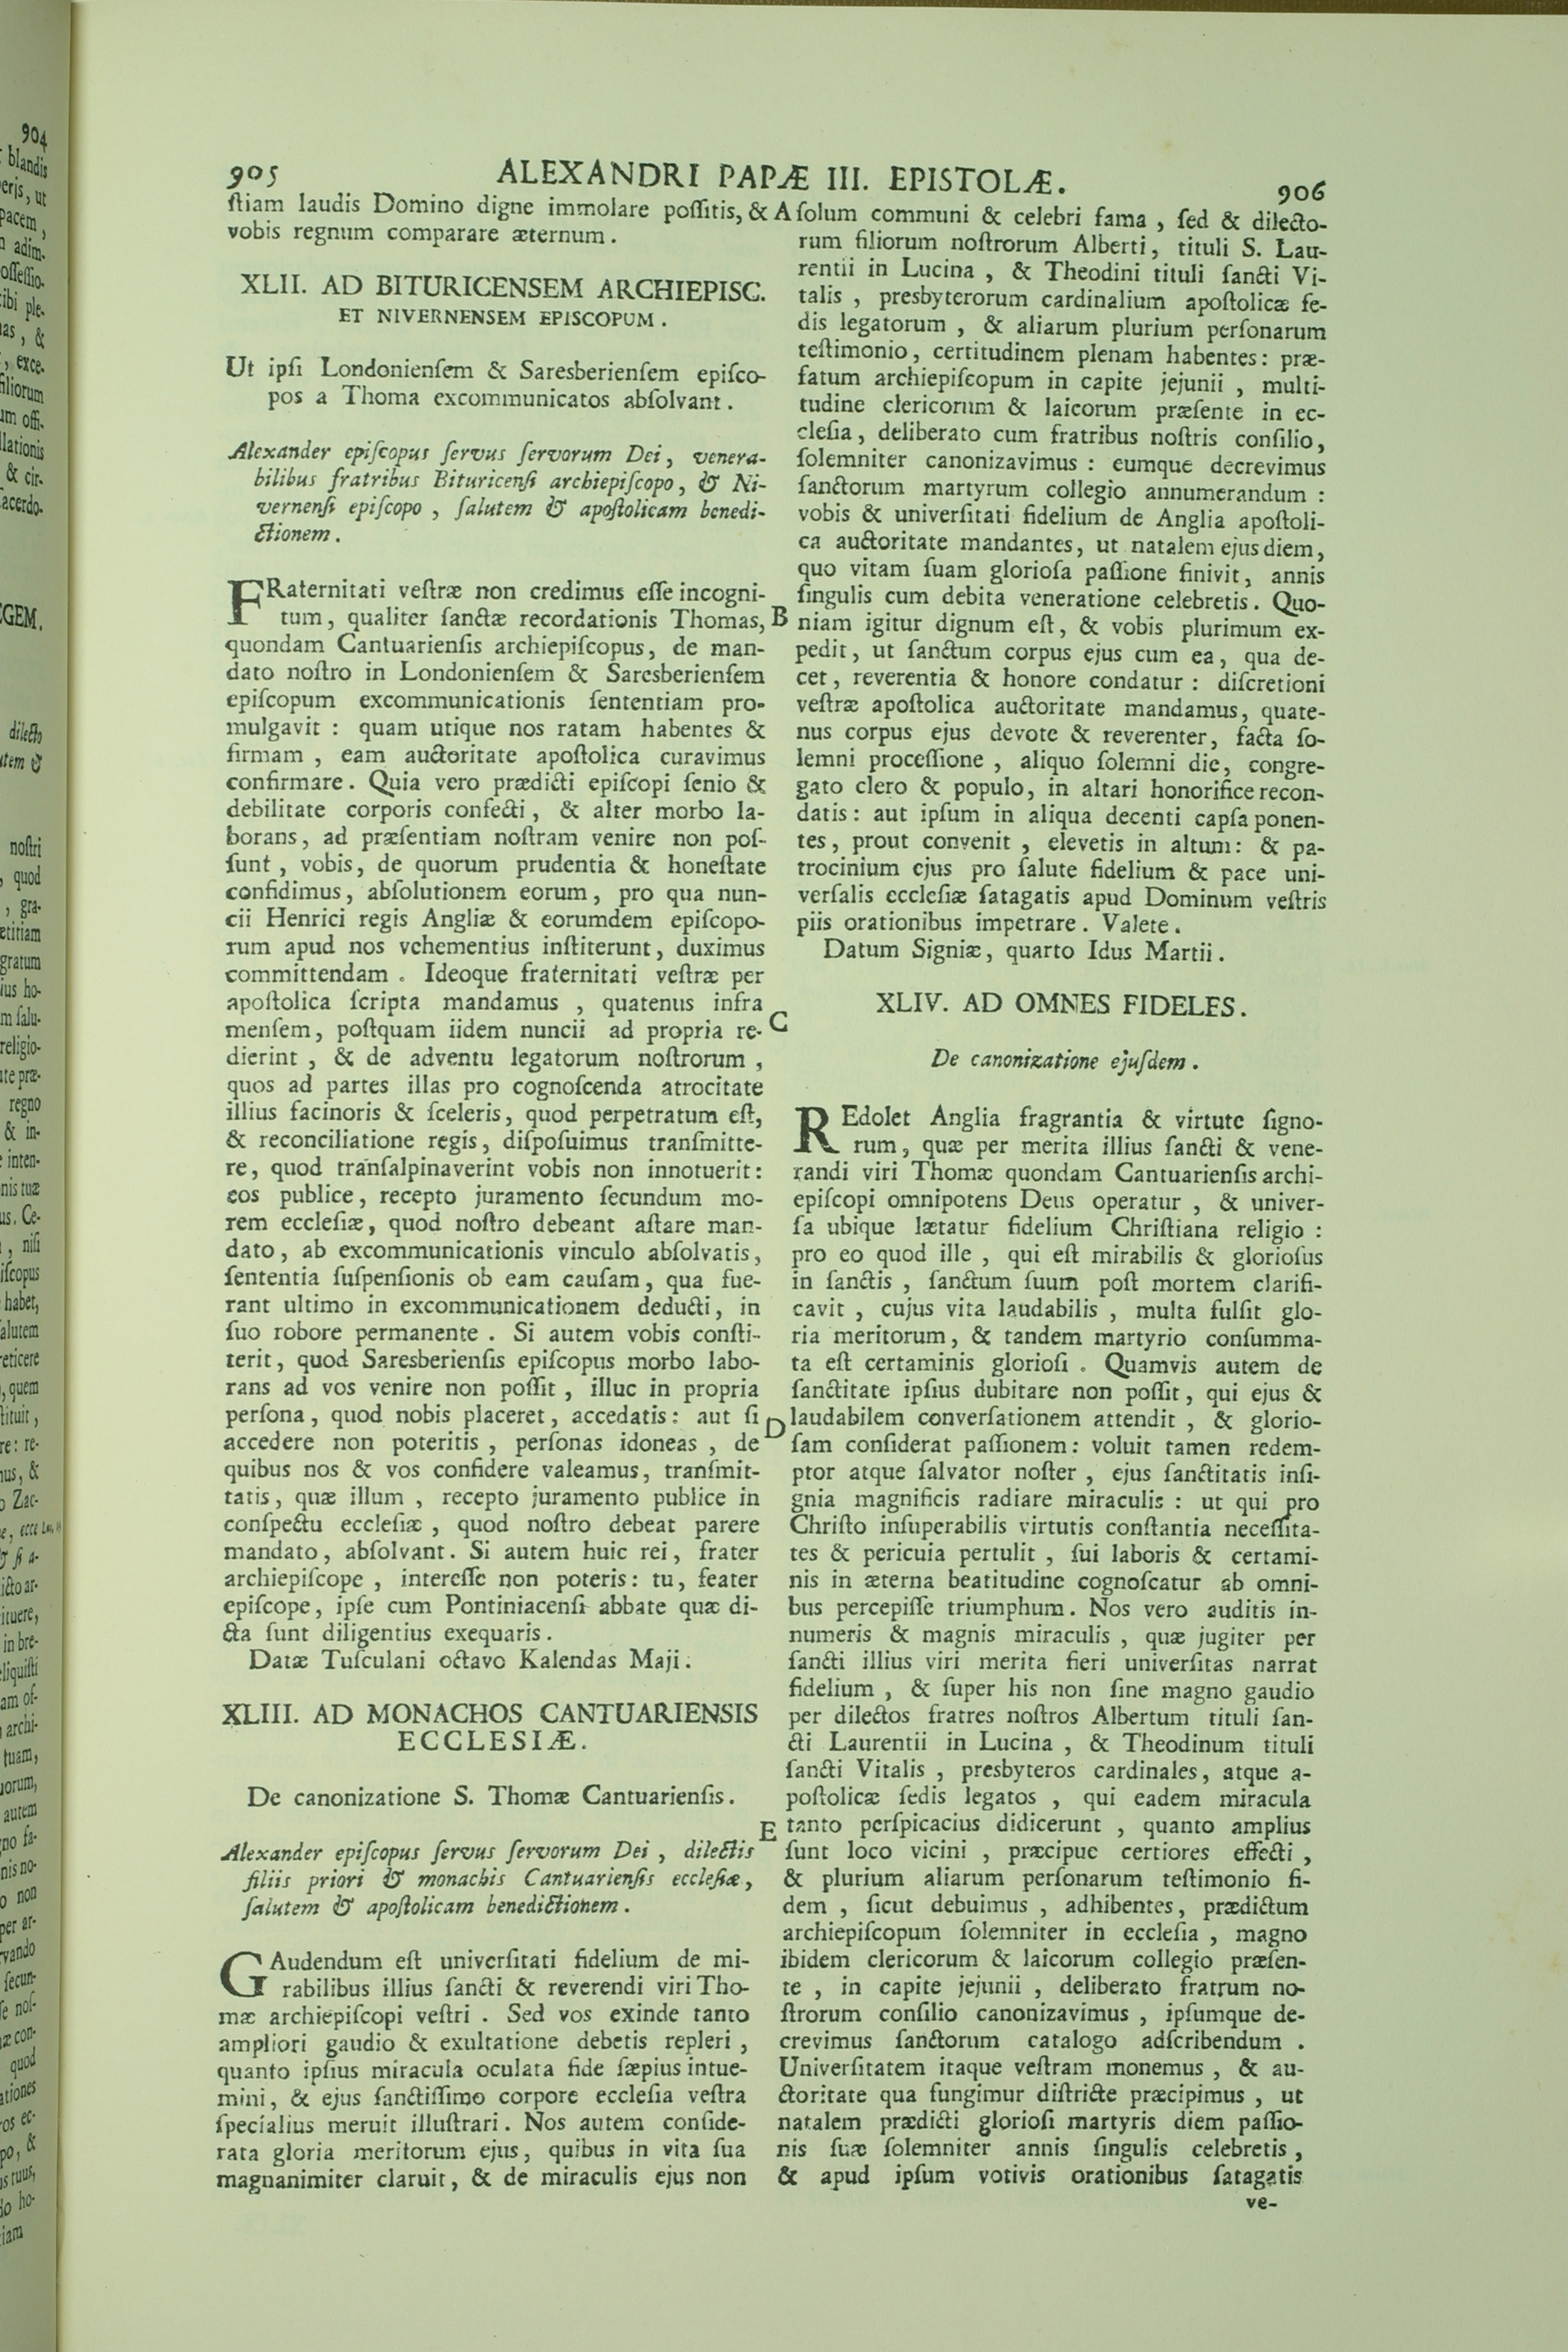 905
ALEXANDRI PAPÆ III. EPISTOLÆ.
906
ſtiam laudis Domino digne immolare poſſitis, &
vobis regnum comparare æternum.
XLII. AD BITURICENSEM ARCHIEPISC.
ET NIVERNENSEM EPISCOPUM.
Ut ipſi Londonienſem & Saresberienſem epiſco-
pos a Thoma excommunicatos abſolvant.
Alexander epiſcopus ſervus ſervorum Dei, venera-
bilibus fratribus Bituricenſi archiepiſcopo, & Ni-
vernenſi epiſcopo, ſalutem & apoſtolicam benedi-
ctionem.
FRaternitati veſtræ non credimus eſſe incogni-
tum, qualiter ſanctæ recordationis Thomas,
quondam Cantuarienſis archiepiſcopus, de man-
dato noſtro in Londonienſem & Saresberienſem
epiſcopum excommunicationis ſententiam pro-
mulgavit: quam utique nos ratam habentes &
firmam, eam auctoritate apoſtolica curavimus
confirmare. Quia vero prædicti epiſcopi ſenio &
debilitate corporis confecti, & alter morbo la-
borans, ad præſentiam noſtram venire non poſ-
ſunt, vobis, de quorum prudentia & honeſtate
confidimus, abſolutionem eorum, pro qua nun-
cii Henrici regis Angliæ & eorumdem epiſcopo-
rum apud nos vehementius inſtiterunt, duximus
committendam. Ideoque fraternitati veſtræ per
apoſtolica ſcripta mandamus, quatenus infra
menſem, poſtquam iidem nuncii ad propria re-
dierint, & de adventu legatorum noſtrorum,
quos ad partes illas pro cognoſcenda atrocitate
illius facinoris & ſceleris, quod perpetratum eſt,
& reconciliatione regis, diſpoſuimus tranſmitte-
re, quod tranſalpinaverint vobis non innotuerit:
eos publice, recepto juramento ſecundum mo-
rem eccleſiæ, quod noſtro debeant aſtare man-
dato, ab excommunicationis vinculo abſolvatis,
ſententia ſuſpenſionis ob eam cauſam, qua fue-
rant ultimo in excommunicationem deducti, in
ſuo robore permanente. Si autem vobis conſti-
terit, quod Saresberienſis epiſcopus morbo labo-
rans ad vos venire non poſſit, illuc in propria
perſona, quod nobis placeret, accedatis: aut ſi
accedere non poteritis, perſonas idoneas, de
quibus nos & vos confidere valeamus, tranſmit-
tatis, quæ illum, recepto juramento publice in
conſpectu eccleſiæ, quod noſtro debeat parere
mandato, abſolvant. Si autem huic rei, frater
archiepiſcope, intereſſe non poteris: tu, feater
epiſcope, ipſe cum Pontiniacenſi abbate quæ di-
cta ſunt diligentius exequaris.
Datæ Tuſculani octavo Kalendas Maji.
XLIII. AD MONACHOS CANTUARIENSIS
ECCLESIÆ.
De canonizatione S. Thomæ Cantuarienſis.
Alexander epiſcopus ſervus ſervorum Dei, dilectis
filiis priori & monachis Cantuarienſis eccleſiæ,
ſalutem & apoſtolicam benedictionem.
GAudendum eſt univerſitati fidelium de mi-
rabilibus illius ſancti & reverendi viri Tho-
mæ archiepiſcopi veſtri. Sed vos exinde tanto
ampliori gaudio & exultatione debetis repleri,
quanto ipſius miracula oculata fide ſæpius intue-
mini, & ejus ſanctiſſimo corpore eccleſia veſtra
ſpecialius meruit illuſtrari. Nos autem conſide-
rata gloria meritorum ejus, quibus in vita ſua
magnanimiter claruit, & de miraculis ejus non
A
B
C
D
E
ſolum communi & celebri fama, ſed & dilecto-
rum filiorum noſtrorum Alberti, tituli S. Lau-
rentii in Lucina, & Theodini tituli ſancti Vi-
talis, presbyterorum cardinalium apoſtolicæ ſe-
dis legatorum, & aliarum plurium perſonarum
teſtimonio, certitudinem plenam habentes: præ-
fatum archiepiſcopum in capite jejunii, multi-
tudine clericorum & laicorum præſente in ec-
cleſia, deliberato cum fratribus noſtris conſilio,
ſolemniter canonizavimus: eumque decrevimus
ſanctorum martyrum collegio annumerandum:
vobis & univerſitati fidelium de Anglia apoſtoli-
ca auctoritate mandantes, ut natalem ejus diem,
quo vitam ſuam glorioſa paſſione finivit, annis
ſingulis cum debita veneratione celebretis. Quo-
niam igitur dignum eſt, & vobis plurimum ex-
pedit, ut ſanctum corpus ejus cum ea, qua de-
cet, reverentia & honore condatur: diſcretioni
veſtræ apoſtolica auctoritate mandamus, quate-
nus corpus ejus devote & reverenter, facta ſo-
lemni proceſſione, aliquo ſolemni die, congre-
gato clero & populo, in altari honorifice recon-
datis: aut ipſum in aliqua decenti capſa ponen-
tes, prout convenit, elevetis in altum: & pa-
trocinium ejus pro ſalute fidelium & pace uni-
verſalis eccleſiæ ſatagatis apud Dominum veſtris
piis orationibus impetrare. Valete.
Datum Signiæ, quarto Idus Martii.
XLIV. AD OMNES FIDELES.
De canonizatione ejuſdem.
REdolet Anglia fragrantia & virtute ſigno-
rum, quæ per merita illius ſancti & vene-
randi viri Thomæ quondam Cantuarienſis archi-
epiſcopi omnipotens Deus operatur, & univer-
ſa ubique lætatur fidelium Chriſtiana religio:
pro eo quod ille, qui eſt mirabilis & glorioſus
in ſanctis, ſanctum ſuum poſt mortem clarifi-
cavit, cujus vita laudabilis, multa fulſit glo-
ria meritorum, & tandem martyrio conſumma-
ta eſt certaminis glorioſi. Quamvis autem de
ſanctitate ipſius dubitare non poſſit, qui ejus &
laudabilem converſationem attendit, & glorio-
ſam conſiderat paſſionem: voluit tamen redem-
ptor atque ſalvator noſter, ejus ſanctitatis inſi-
gnia magnificis radiare miraculis: ut qui pro
Chriſto inſuperabilis virtutis conſtantia neceſſita-
tes & pericuia pertulit, ſui laboris & certami-
nis in æterna beatitudine cognoſcatur ab omni-
bus percepiſſe triumphum. Nos vero auditis in-
numeris & magnis miraculis, quæ jugiter per
ſancti illius viri merita fieri univerſitas narrat
fidelium, & ſuper his non ſine magno gaudio
per dilectos fratres noſtros Albertum tituli ſan-
cti Laurentii in Lucina, & Theodinum tituli
ſancti Vitalis, presbyteros cardinales, atque a-
poſtolicæ ſedis legatos, qui eadem miracula
tanto perſpicacius didicerunt, quanto amplius
ſunt loco vicini, præcipue certiores effecti,
& plurium aliarum perſonarum teſtimonio fi-
dem, ſicut debuimus, adhibentes, prædictum
archiepiſcopum ſolemniter in eccleſia, magno
ibidem clericorum & laicorum collegio præſen-
te, in capite jejunii, deliberato fratrum no-
ſtrorum conſilio canonizavimus, ipſumque de-
crevimus ſanctorum catalogo adſcribendum.
Univerſitatem itaque veſtram monemus, & au-
ctoritate qua fungimur diſtricte præcipimus, ut
natalem prædicti glorioſi martyris diem paſſio-
nis ſuæ ſolemniter annis ſingulis celebretis,
& apud ipſum votivis orationibus ſatagatis
ve-